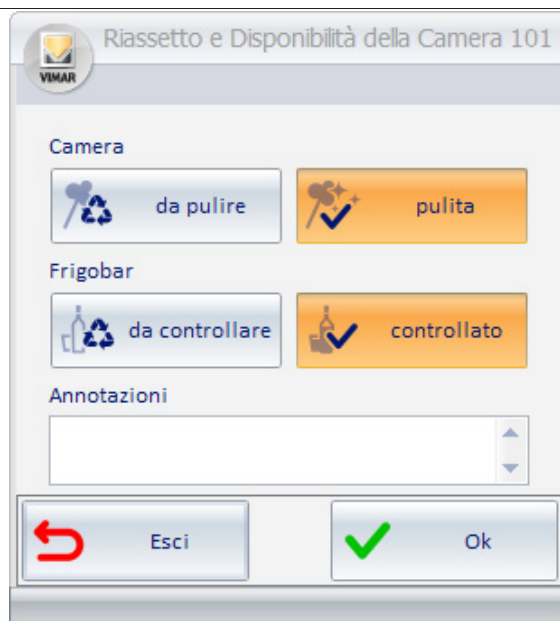 Riassetto e Disponibilità della Camera 101
VIMAR
Camera
da pulire
pulita
Frigobar
da controllare
controllato
Annotazioni
Esci
Ok